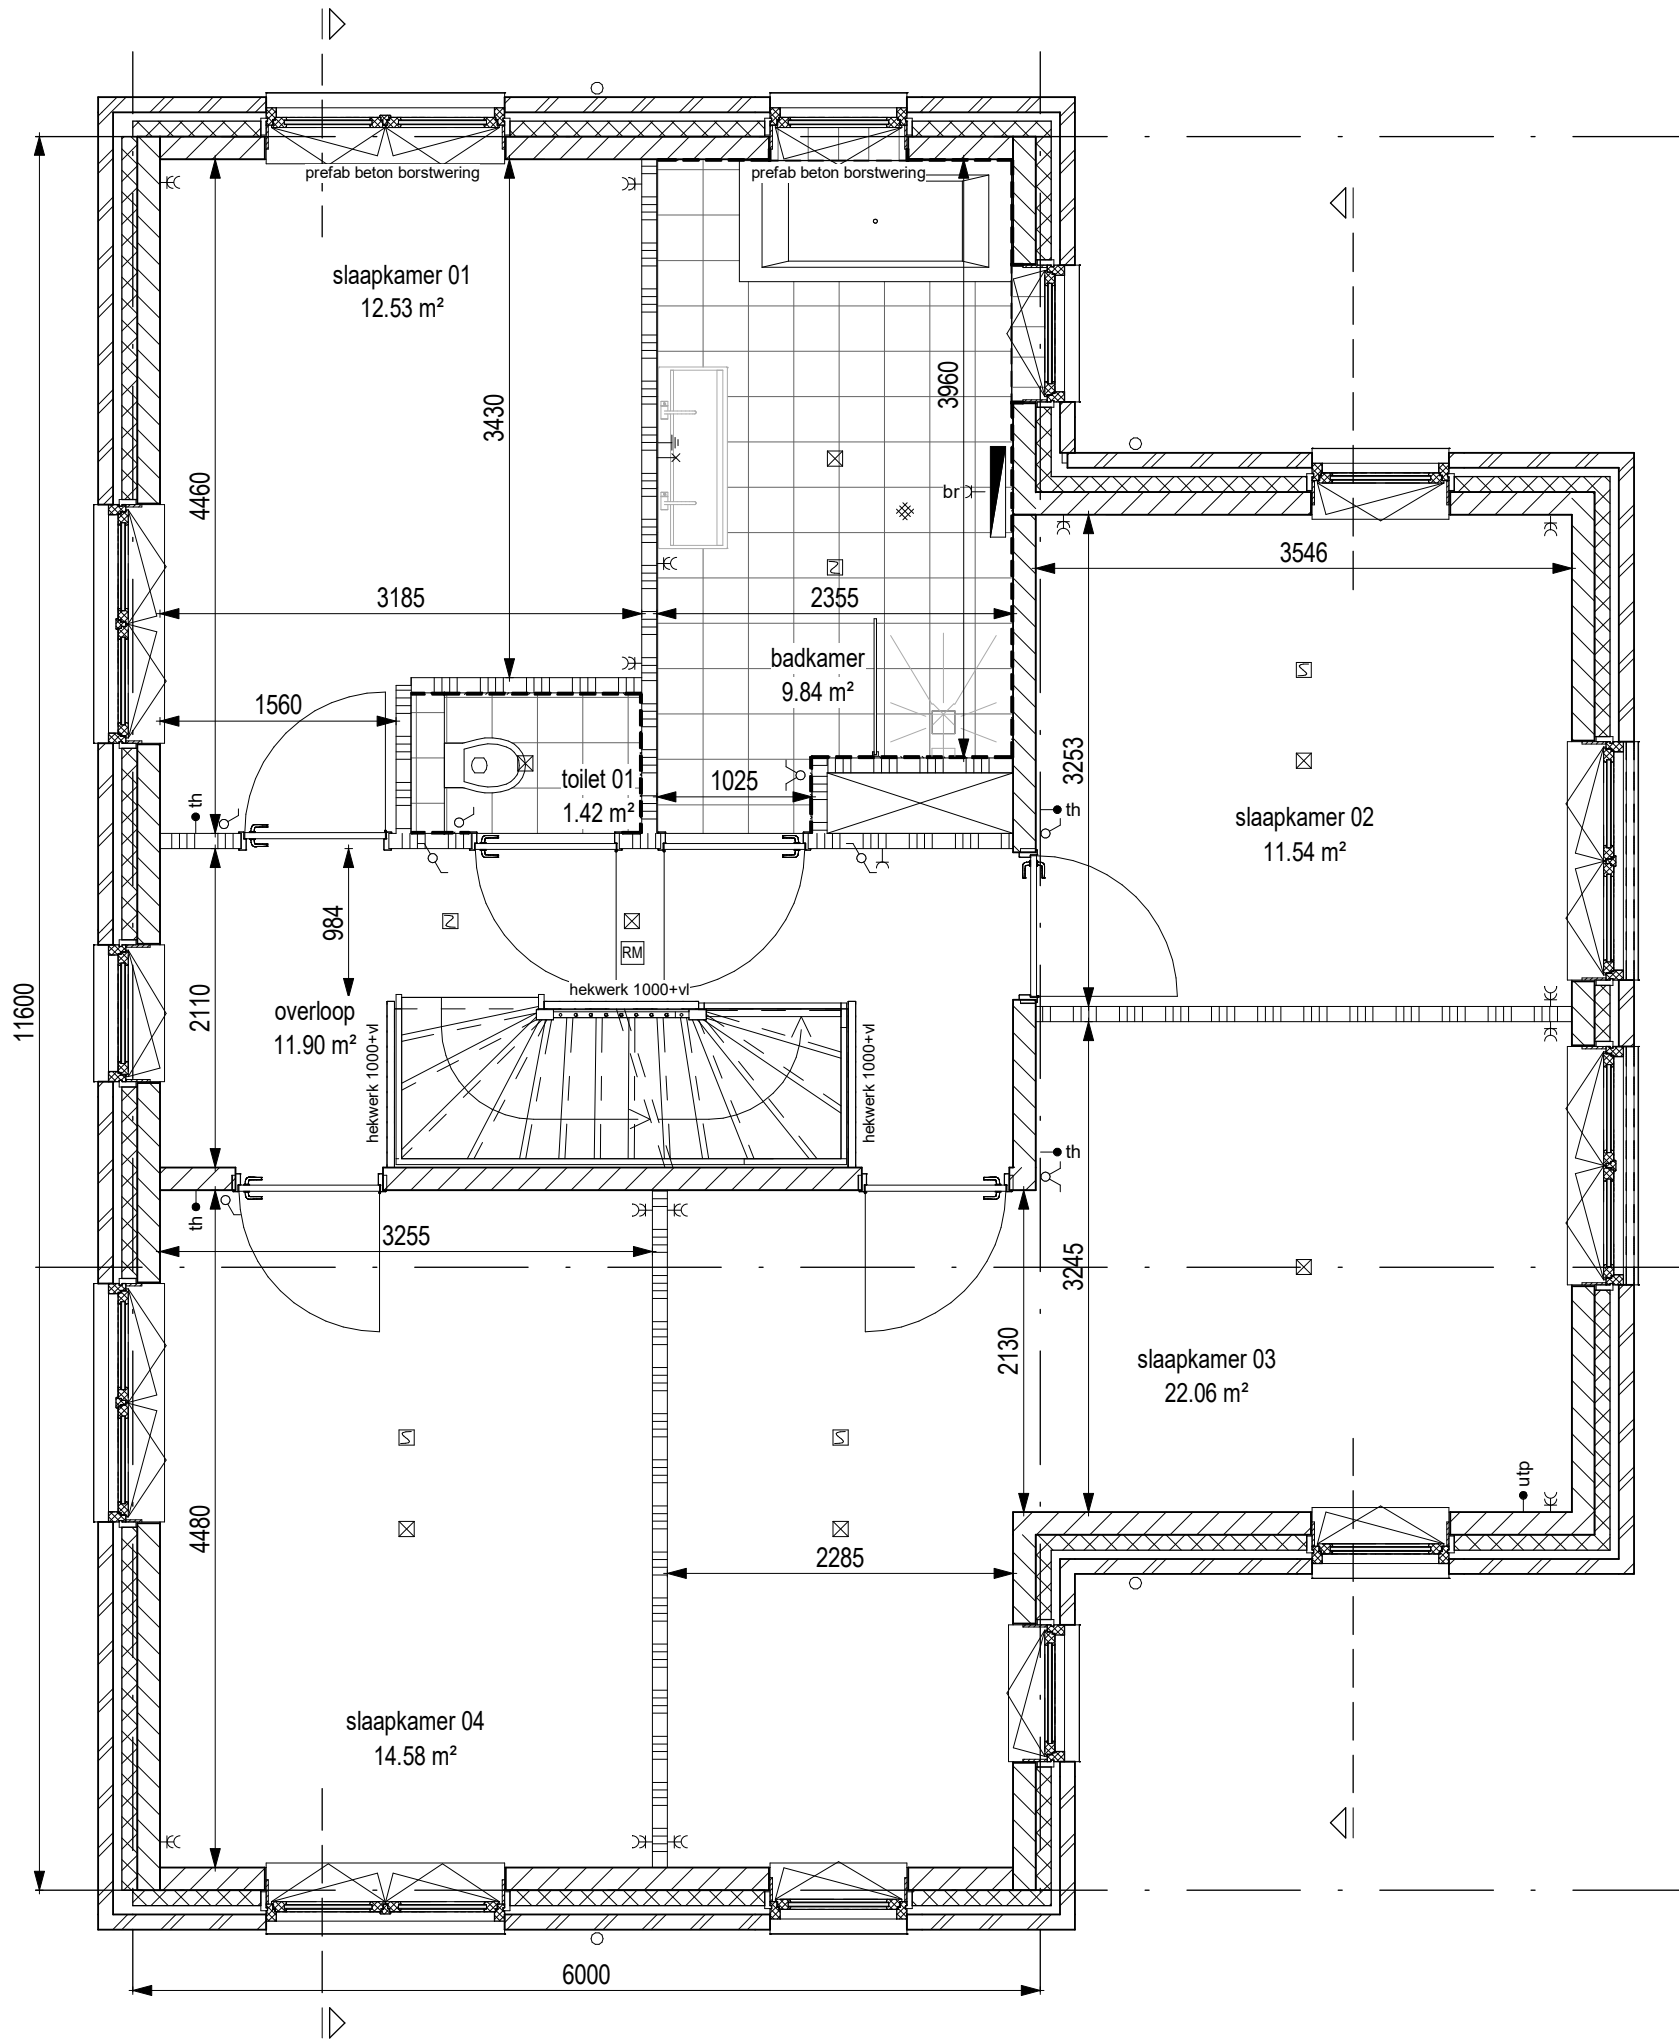 prefab beton borstwering
prefab beton borstwering
slaapkamer 01
12.53 m²
3430
3960
4460
br
3546
3185
2355
badkamer
9.84 m²
1560
3253
toilet 01
1.42 m²
1025
th
th
slaapkamer 02
11.54 m²
984
RM
hekwerk 1000+vl
11600
2110
overloop
11.90 m²
hekwerk 1000+vl
hekwerk 1000+vl
th
th
3255
3245
2130
slaapkamer 03
22.06 m²
utp
4480
2285
slaapkamer 04
14.58 m²
6000